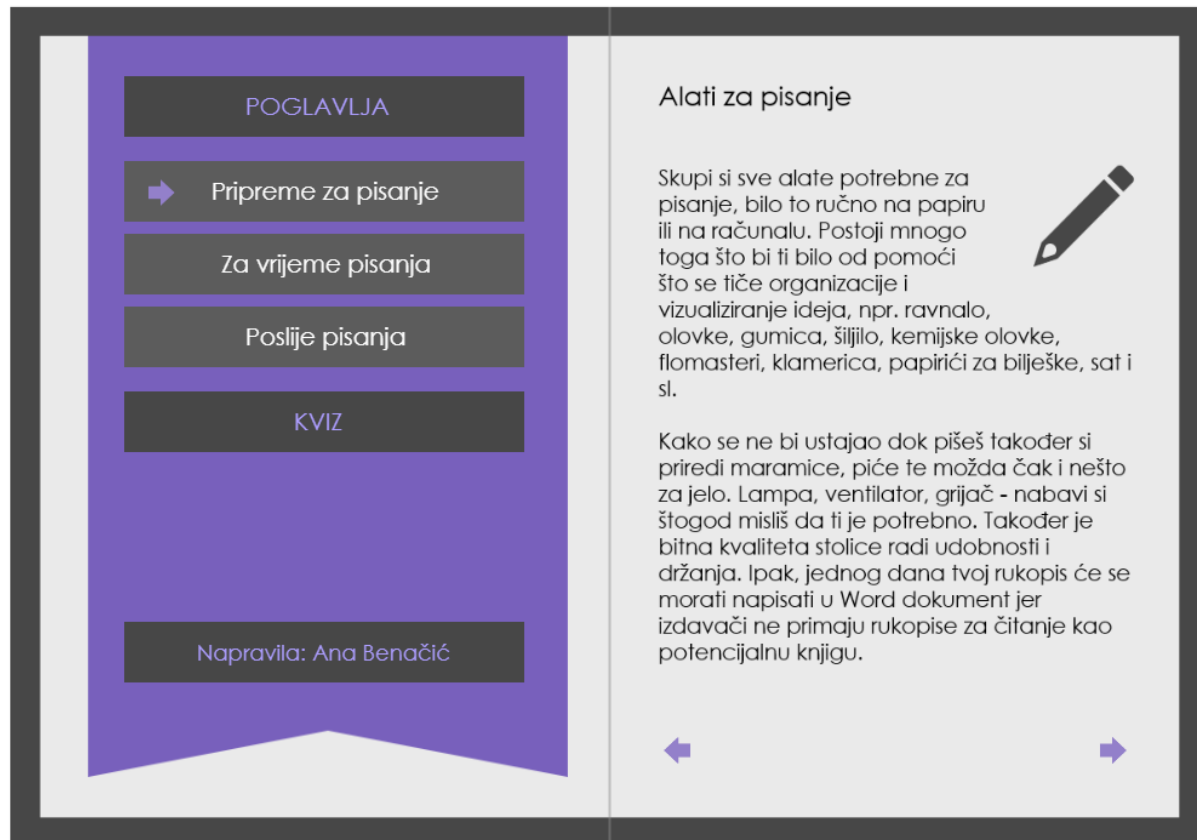 POGLAVLJA
Pripreme za pisanje
Za vrijeme pisanja
Poslije pisanja
KVIZ
Napravila: Ana Benačić
Alati za pisanje
Skupi si sve alate potrebne za
pisanje, bilo to ručno na papiru
ili na računalu. Postoji mnogo
toga što bi ti bilo od pomoći
što se tiče organizacije i
vizualiziranje ideja, npr. ravnalo,
olovke, gumica, šiljilo, kemijske olovke,
flomasteri, klamerica, papirići za bilješke, sat i
sl.
Kako se ne bi ustajao dok pišeš također si
priredi maramice, piće te možda čak i nešto
za jelo. Lampa, ventilator, grijač - nabavi si
štogod misliš da ti je potrebno. Također je
bitna kvaliteta stolice radi udobnosti i
držanja. Ipak, jednog dana tvoj rukopis će se
morati napisati u Word dokument jer
izdavači ne primaju rukopise za čitanje kao
potencijalnu knjigu.